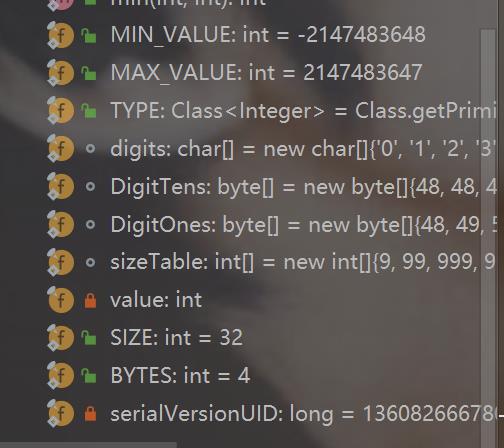 min(int, int): int
MIN_VALUE: int = -2147483648
MAX_VALUE: int = 2147483647
TYPE: Class<Integer> = Class.getPrimi
digits: char[] = new char[]{'0', '1', '2', '3'
DigitTens: byte[] = new byte[]{48, 48, 4
DigitOnes: byte[] = new byte[]{48, 49, 5
sizeTable: int[] = new int[]{9, 99, 999, 9
value: int
SIZE: int = 32
BYTES: int = 4
serialVersionUID: long = 136082666780